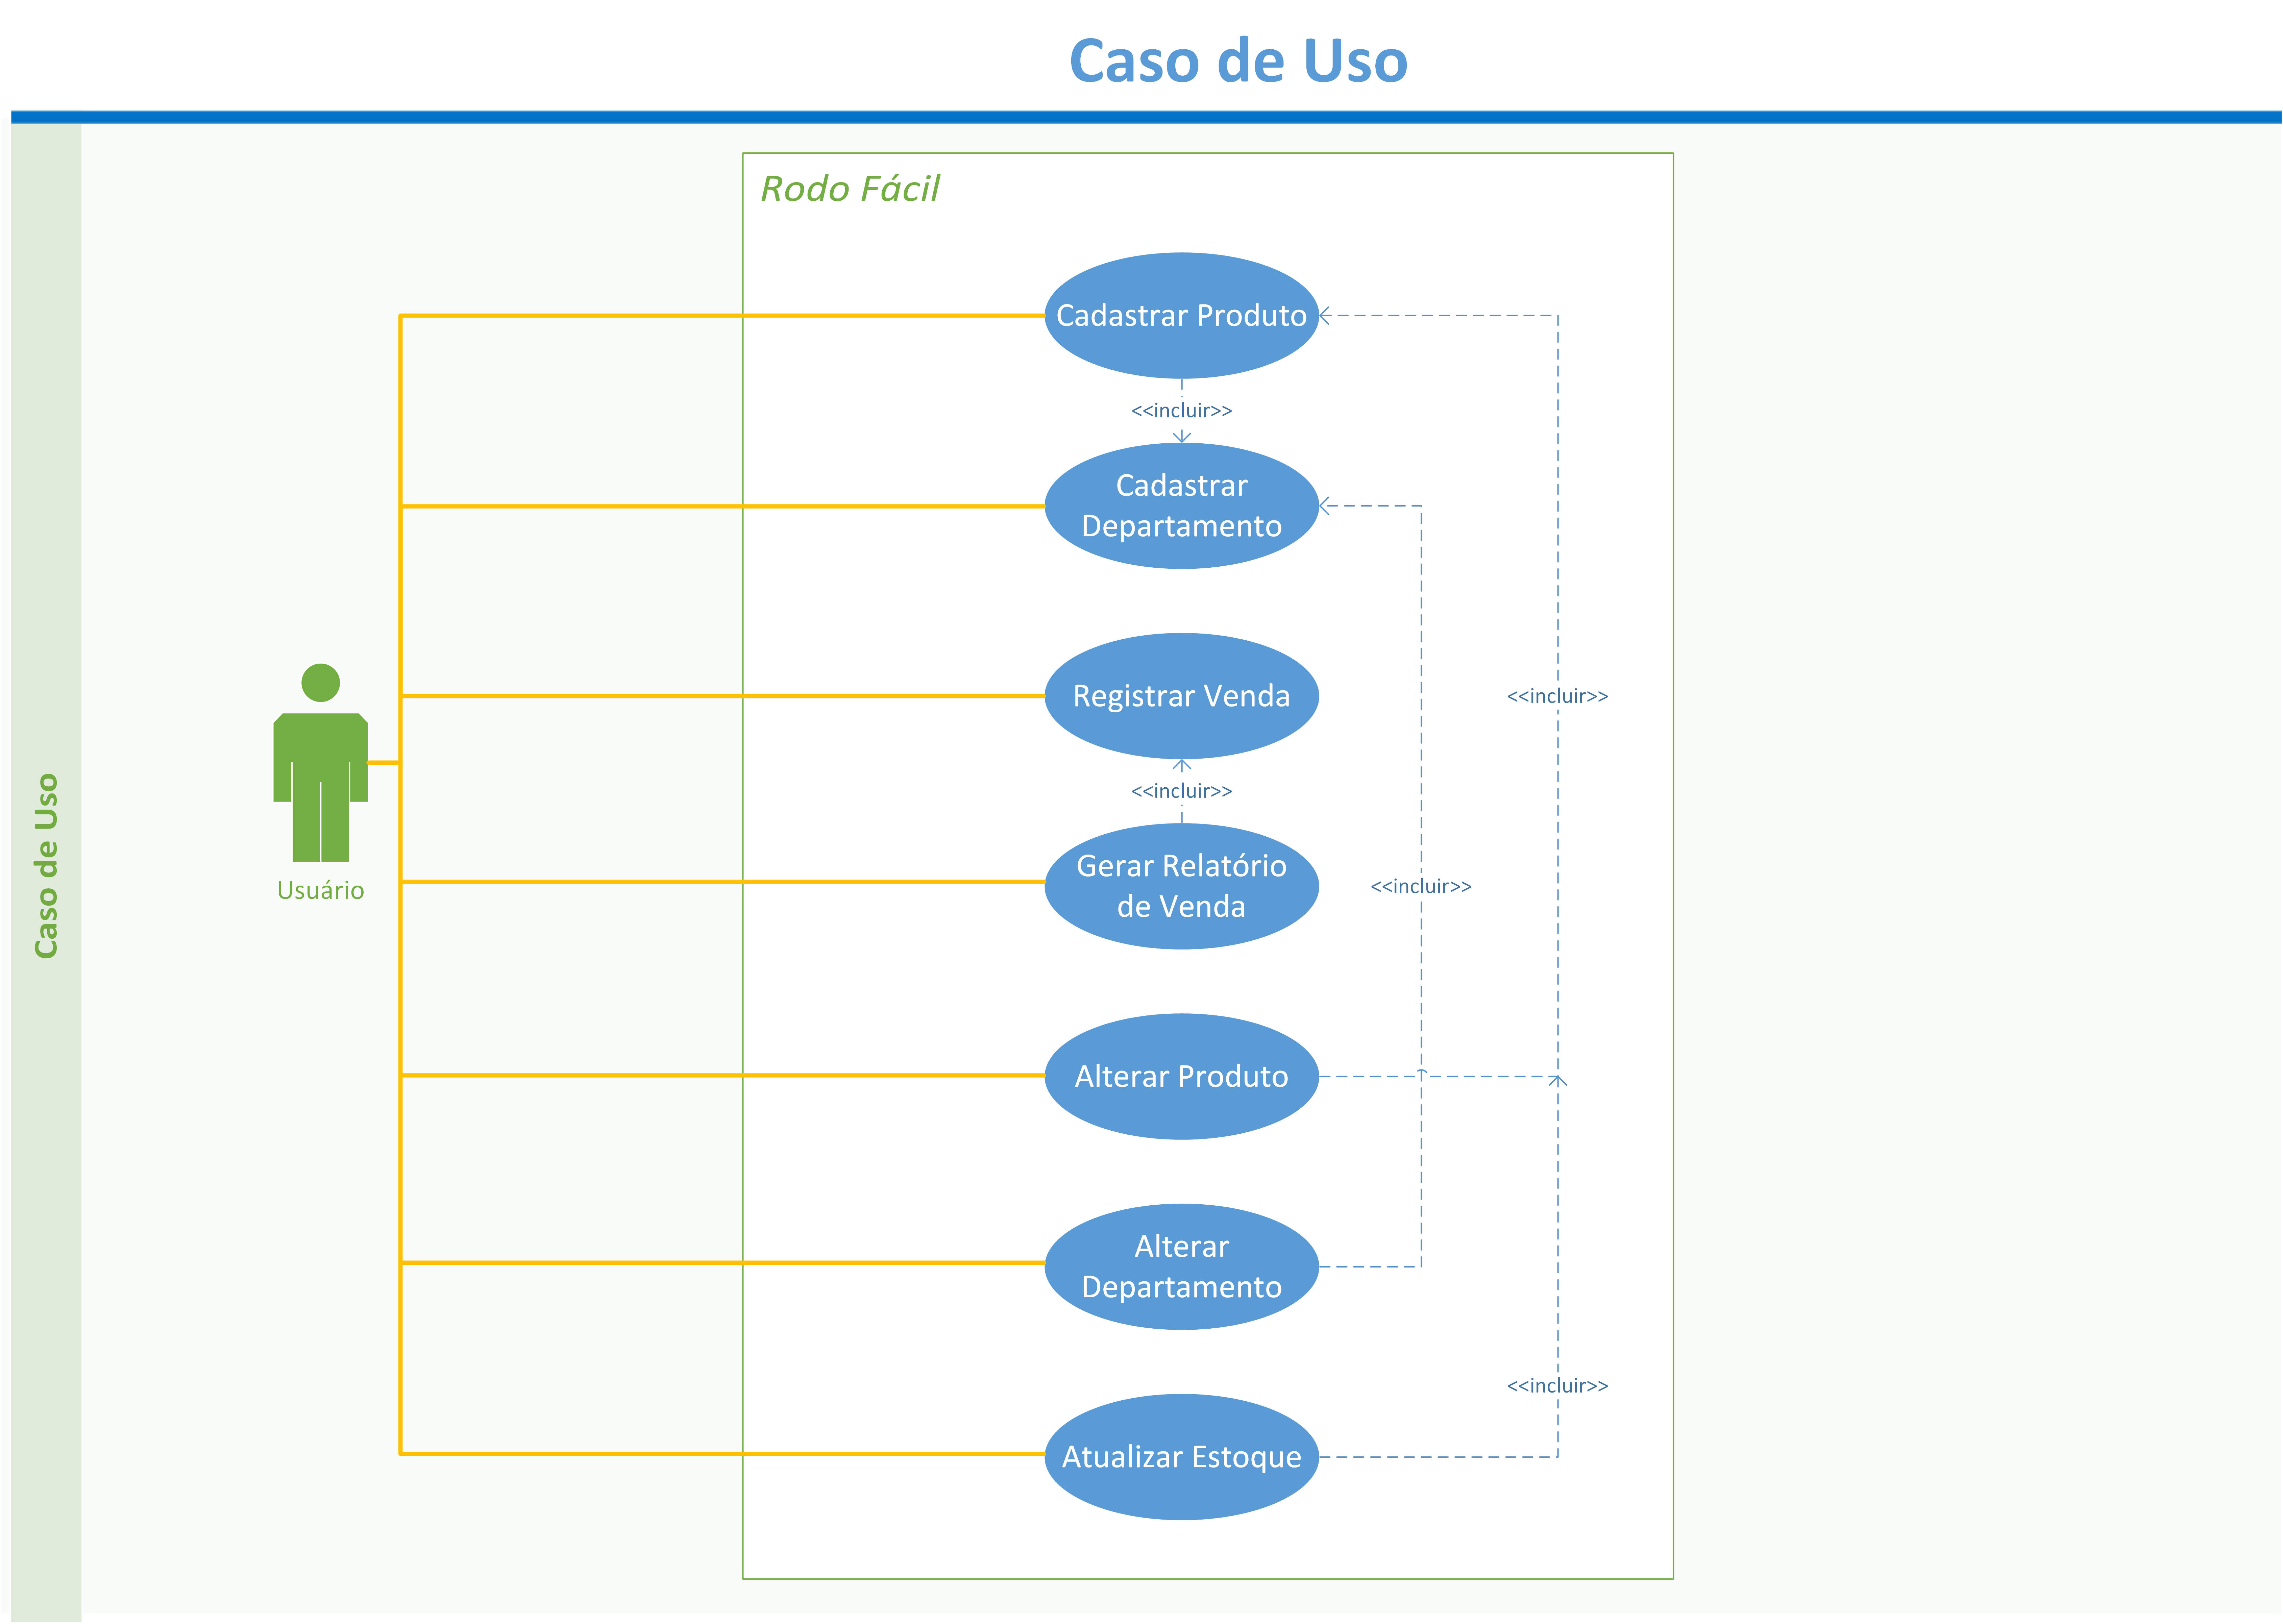 Caso de Uso
Caso de Uso
Rodo Fácil
Usuário
Cadastrar Produto
<<incluir>>
Cadastrar
Departamento
Registrar Venda
<<incluir>>
<<incluir>>
Gerar Relatório
de Venda
<<incluir>>
Alterar Produto
Alterar
Departamento
<<incluir>>
Atualizar Estoque